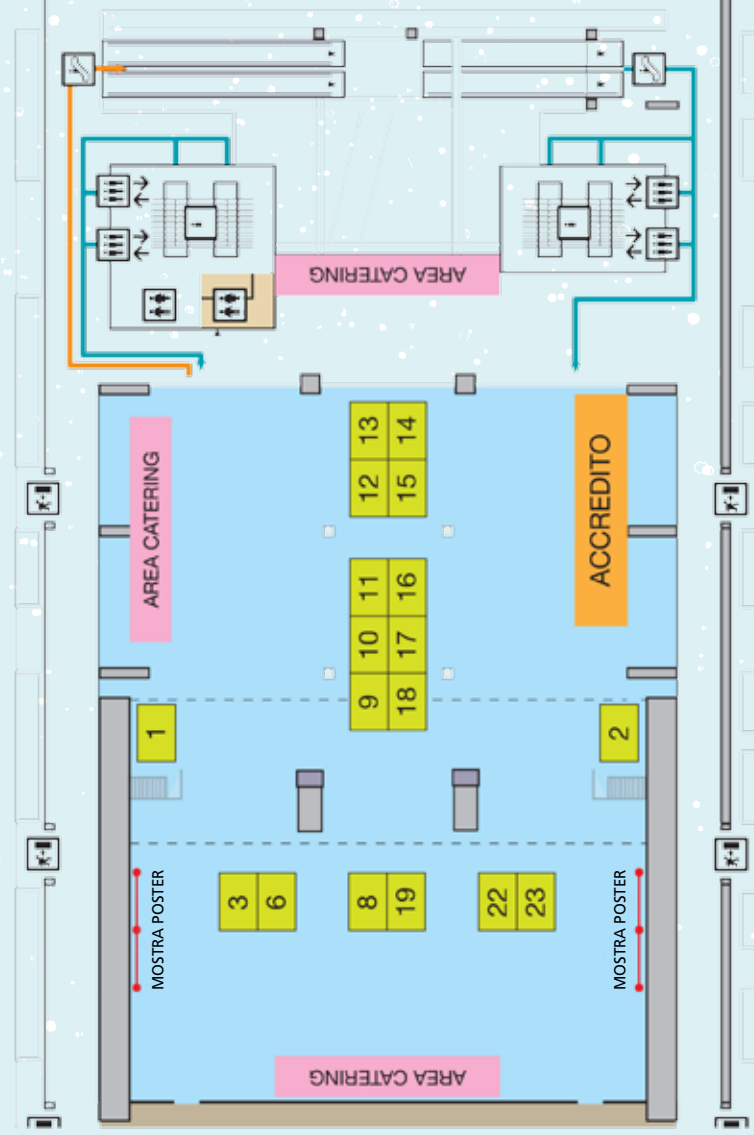 AREA CATERING
AREA CATERING
ACCREDITO
13 14
12 15
11 16
10 17
9 18
1
2
MOSTRA POSTER
3 6
8 19
22 23
MOSTRA POSTER
AREA CATERING